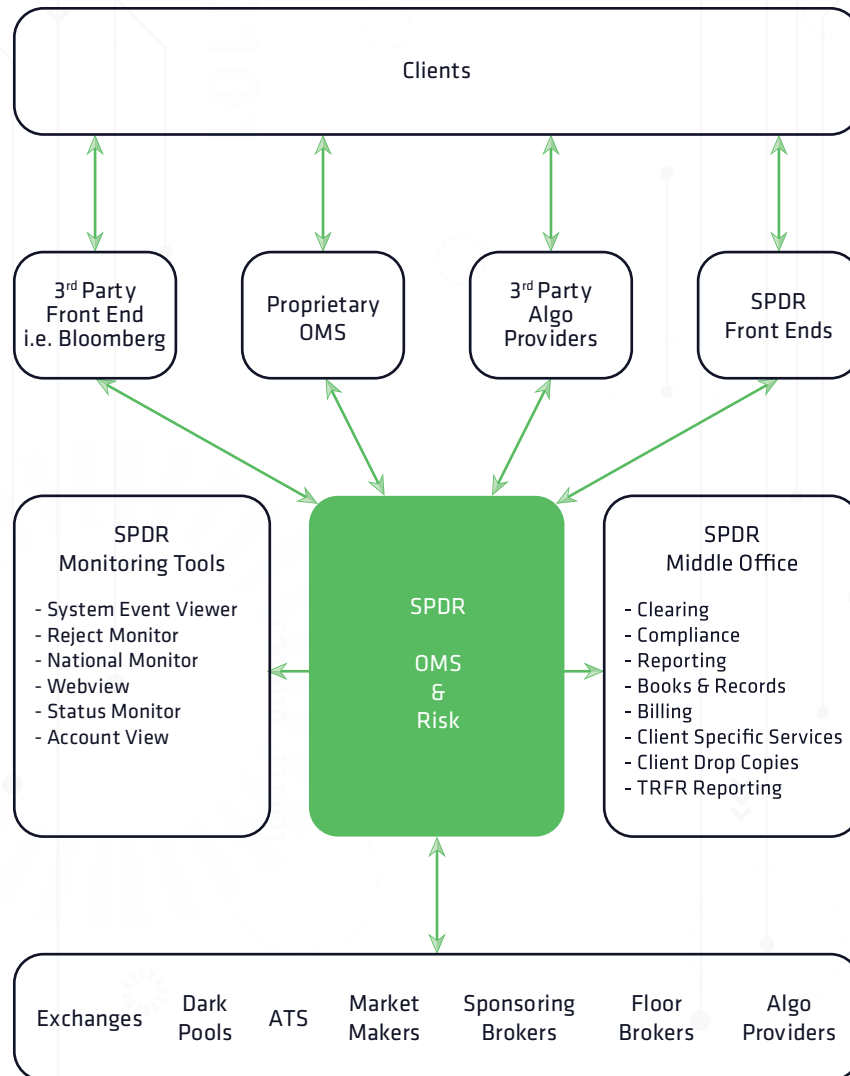 Clients
3rd Party
Front End
i.e. Bloomberg
Proprietary
OMS
3rd Party
Algo
Providers
SPDR
Front Ends
SPDR
Monitoring Tools
- System Event Viewer
- Reject Monitor
- National Monitor
- Webview
- Status Monitor
- Account View
SPDR
OMS
&
Risk
SPDR
Middle Office
- Clearing
- Compliance
- Reporting
- Books & Records
- Billing
- Client Specific Services
- Client Drop Copies
- TRFR Reporting
Exchanges
Dark
Pools
ATS
Market
Makers
Sponsoring
Brokers
Floor
Brokers
Algo
Providers